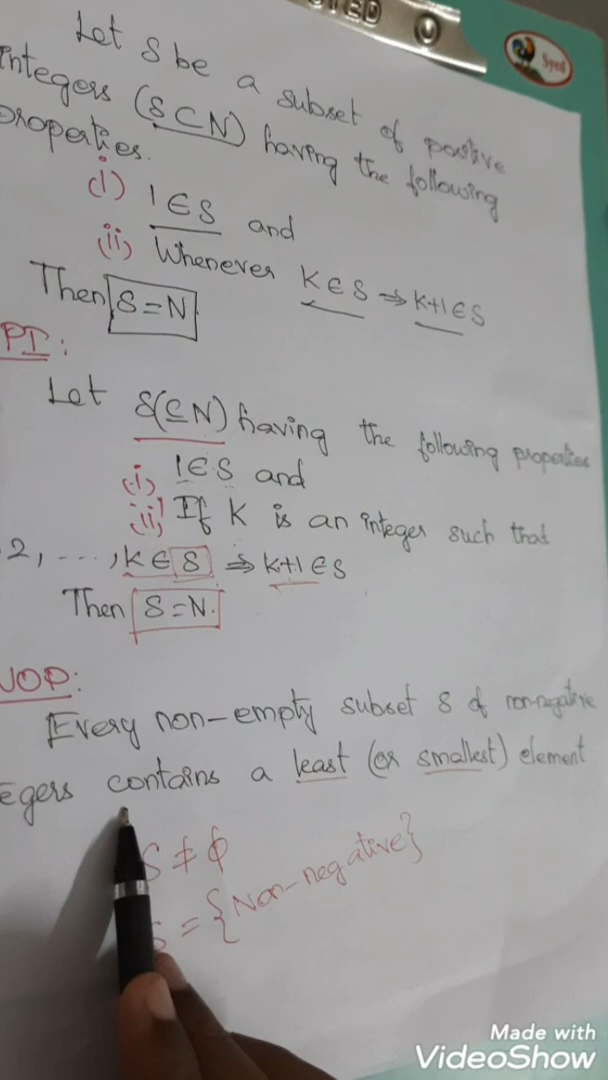 Let S be a subset of positive
integers (S⊂N) having the following
properties.
(i) 1∈S and
(ii) Whenever K∈S ⇒ K+1∈S
Then S=N
PI:
Let S(⊆N) having the following properties
(i) 1∈S and
(ii) If K is an integer such that
2, ..., K∈S ⇒ K+1∈S
Then S=N.
WOP:
Every non-empty subset S of non-negative
egers contains a least (or smallest) element
S ≠ ϕ
S = {Non-negative}
Syed
Made with
VideoShow